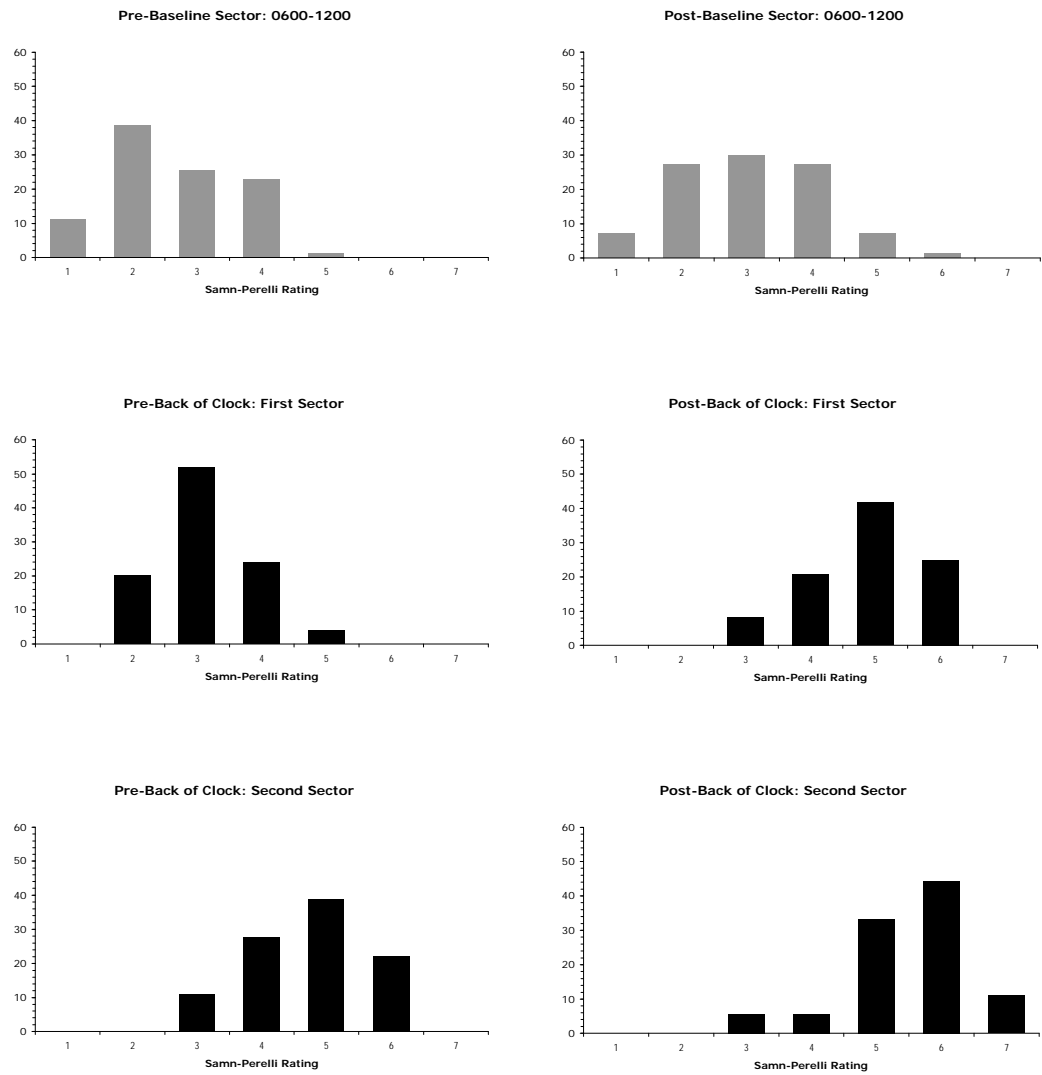 Pre-Baseline Sector: 0600-1200
60
50
40
30
20
10
0
1 2 3 4 5 6 7
Samn-Perelli Rating
Post-Baseline Sector: 0600-1200
60
50
40
30
20
10
0
1 2 3 4 5 6 7
Samn-Perelli Rating
Pre-Back of Clock: First Sector
60
50
40
30
20
10
0
1 2 3 4 5 6 7
Samn-Perelli Rating
Post-Back of Clock: First Sector
60
50
40
30
20
10
0
1 2 3 4 5 6 7
Samn-Perelli Rating
Pre-Back of Clock: Second Sector
60
50
40
30
20
10
0
1 2 3 4 5 6 7
Samn-Perelli Rating
Post-Back of Clock: Second Sector
60
50
40
30
20
10
0
1 2 3 4 5 6 7
Samn-Perelli Rating